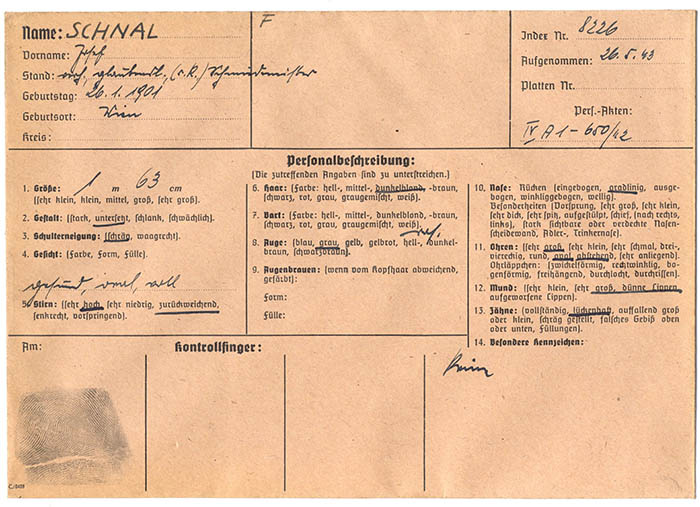 Name: SCHNAL
Vorname: Josef
Stand: verh., glaubensl., (r.k.) Schmiedmeister
Geburtstag: 26.1.1901
Geburtsort: Wien
Kreis:
F
Index Nr. 8226
Aufgenommen: 26.5.43
Platten Nr.
Pers.-Akten:
IV A 1 - 650/42
Personalbeschreibung:
(Die zutreffenden Angaben sind zu unterstreichen.)
1. Größe: 1 m 63 cm
(sehr klein, klein, mittel, groß, sehr groß).
2. Gestalt: (stark, untersetzt, schlank, schwächlich).
3. Schulterneigung: (schräg, waagrecht).
4. Gesicht: (Farbe, Form, Fülle).
gesund, oval, voll
5. Stirn: (sehr hoch, sehr niedrig, zurückweichend,
senkrecht, vorspringend).
6. Haar: (Farbe: hell-, mittel-, dunkelblond, -braun,
schwarz, rot, grau, graugemischt, weiß).
7. Bart: (Farbe: hell-, mittel-, dunkelblond, -braun,
schwarz, rot, grau, graugemischt, weiß).
8. Auge: (blau, grau, gelb, gelbrot, hell-, dunkel-
braun, schwarzbraun).
9. Augenbrauen: (wenn vom Kopfhaar abweichend,
gefärbt):
Form:
Fülle:
10. Nase: Rücken (eingebogen, gradlinig, ausge-
bogen, winkliggebogen, wellig).
Besonderheiten (Vorsprung, sehr groß, sehr klein,
sehr dick, sehr spitz, aufgestülpt, schief, (nach rechts,
links), stark sichtbare oder verdeckte Nasen-
scheidewand, Adler-, Trinkernase).
11. Ohren: (sehr groß, sehr klein, sehr schmal, drei-,
viereckig, rund, oval, abstehend, sehr anliegend).
Ohrläppchen: (zwickelförmig, rechtwinklig, bo-
genförmig, freihängend, durchlocht, durchrissen).
12. Mund: (sehr klein, sehr groß, dünne Lippen,
aufgeworfene Lippen).
13. Zähne: (vollständig, lückenhaft, auffallend groß
oder klein, schräg gestellt, falsches Gebiß oben
oder unten, Füllungen).
14. Besondere Kennzeichen:
Keine
Am:
Kontrollfinger: